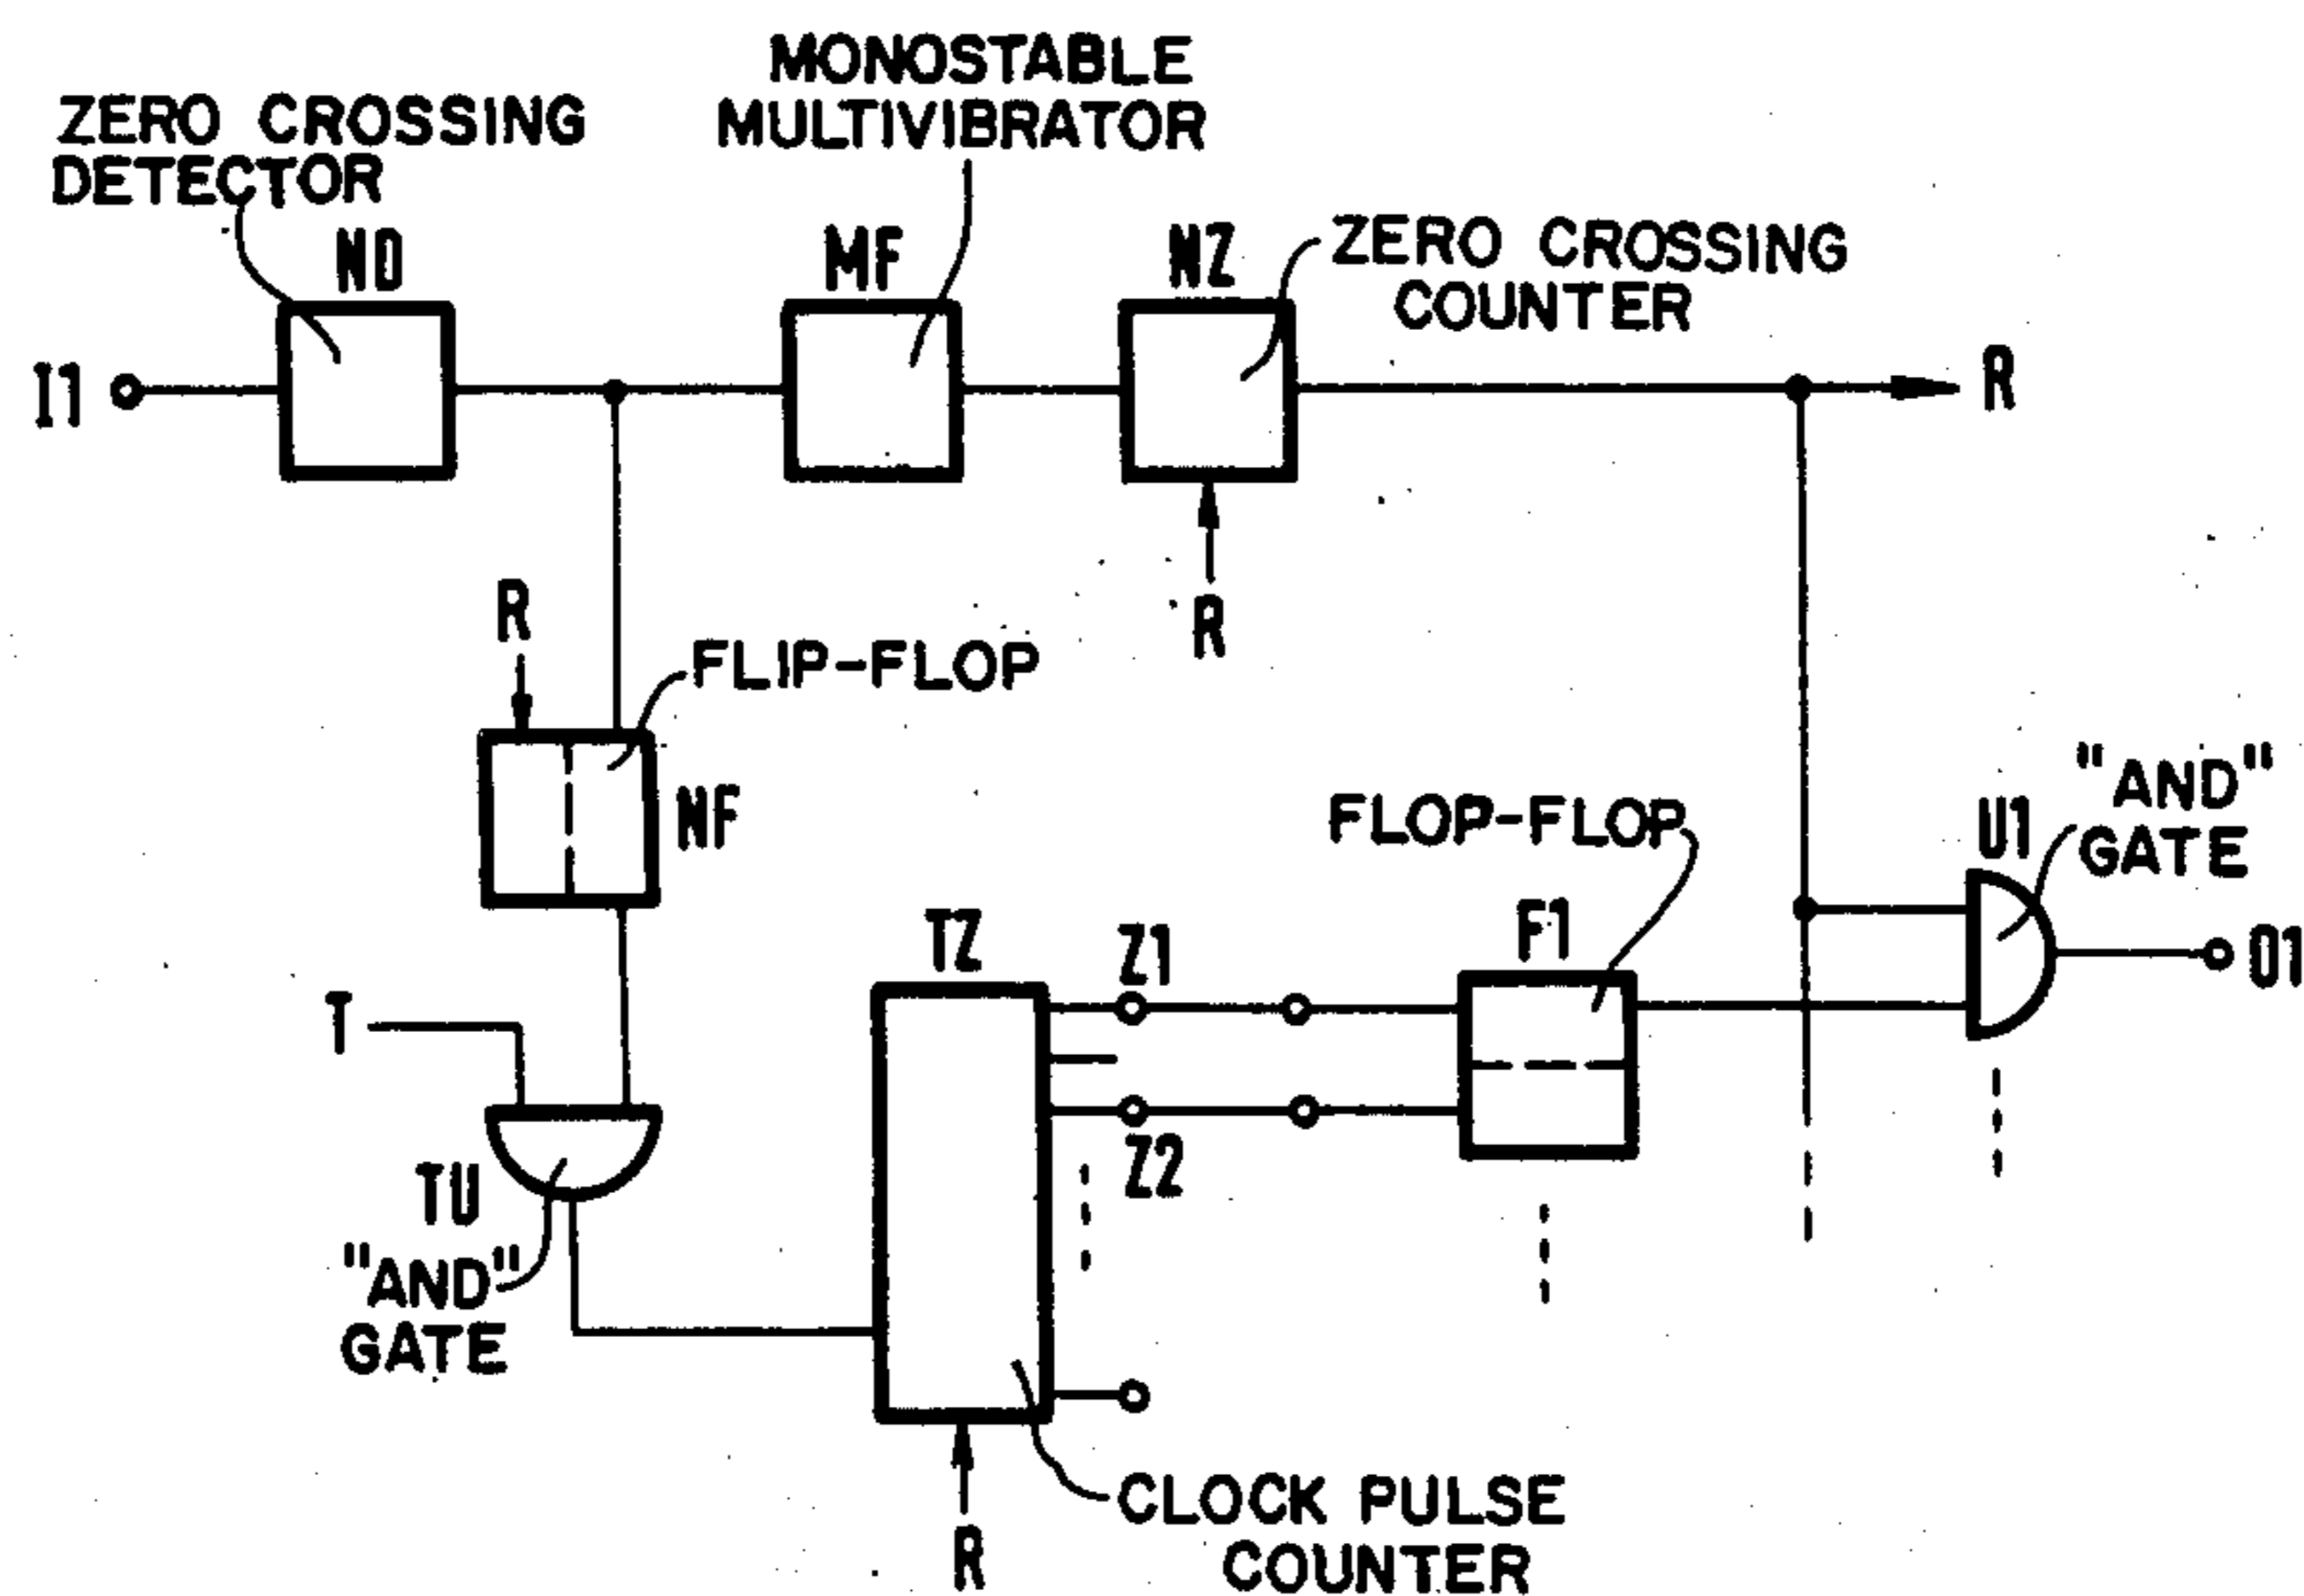 MONOSTABLE
MULTIVIBRATOR
ZERO CROSSING
DETECTOR
ND
MF
NZ
ZERO CROSSING
COUNTER
I1
R
R
R
FLIP-FLOP
NF
FLOP-FLOP
U1
"AND"
GATE
T
TZ
Z1
F1
O1
Z2
TU
"AND"
GATE
R
CLOCK PULSE
COUNTER